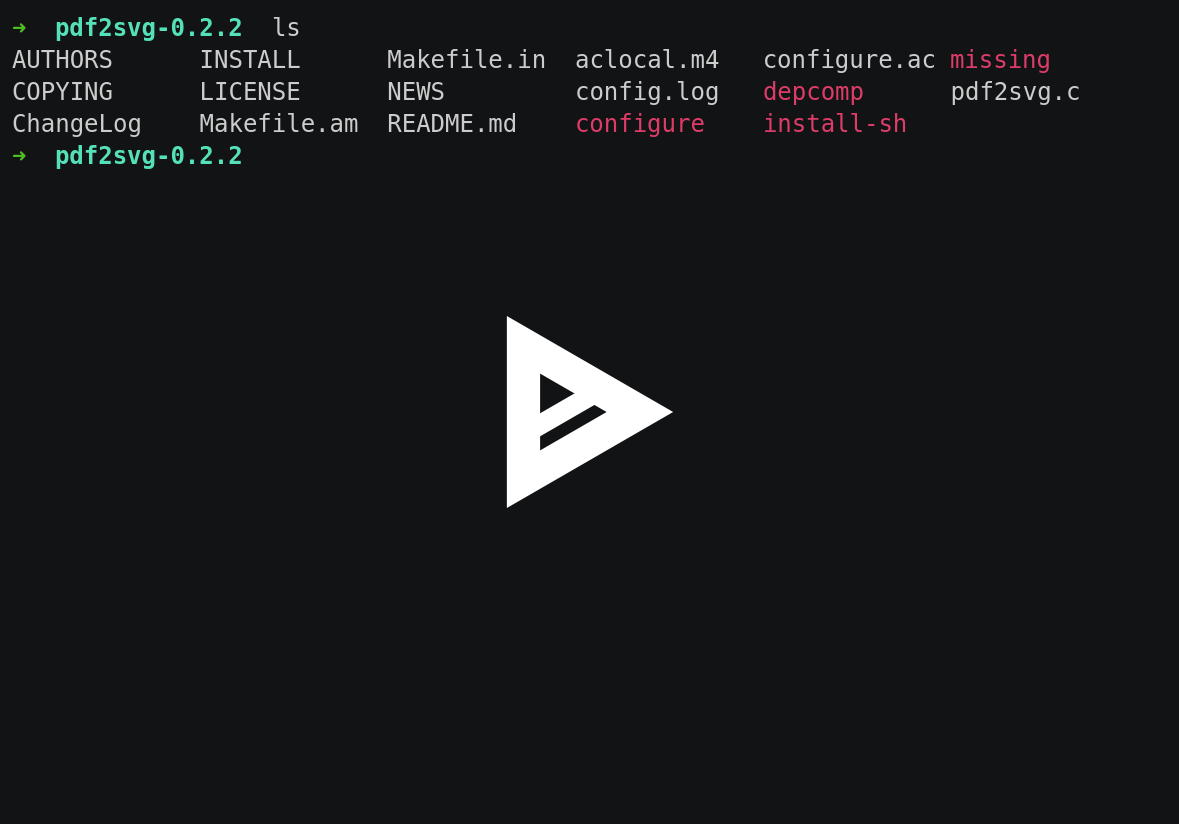 ➜  pdf2svg-0.2.2  ls
AUTHORS      INSTALL      Makefile.in  aclocal.m4   configure.ac missing
COPYING      LICENSE      NEWS         config.log   depcomp      pdf2svg.c
ChangeLog    Makefile.am  README.md    configure    install-sh
➜  pdf2svg-0.2.2